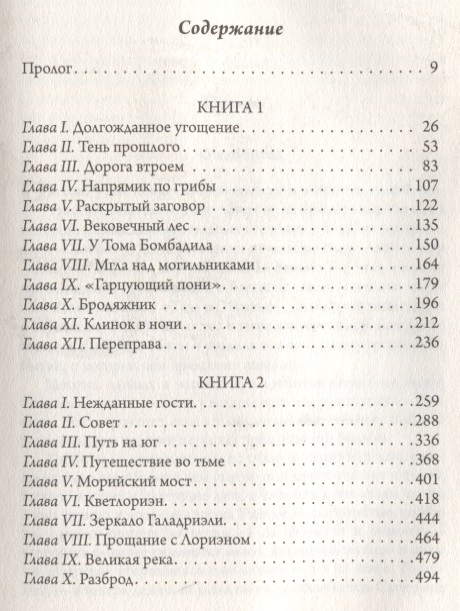 Содержание
Пролог. . . . . . . . . . . . . . . . . . . . . . . . . . . . . . . . . . . 9
КНИГА 1
Глава I. Долгожданное угощение. . . . . . . . . . . . . . . . 26
Глава II. Тень прошлого. . . . . . . . . . . . . . . . . . . . . . . 53
Глава III. Дорога втроем . . . . . . . . . . . . . . . . . . . . . . 83
Глава IV. Напрямик по грибы . . . . . . . . . . . . . . . . . 107
Глава V. Раскрытый заговор . . . . . . . . . . . . . . . . . . 122
Глава VI. Вековечный лес . . . . . . . . . . . . . . . . . . . . 135
Глава VII. У Тома Бомбадила . . . . . . . . . . . . . . . . . 150
Глава VIII. Мгла над могильниками . . . . . . . . . . . . 164
Глава IX. «Гарцующий пони». . . . . . . . . . . . . . . . . 179
Глава X. Бродяжник . . . . . . . . . . . . . . . . . . . . . . . . 196
Глава XI. Клинок в ночи . . . . . . . . . . . . . . . . . . . . . 212
Глава XII. Переправа. . . . . . . . . . . . . . . . . . . . . . . . 236
КНИГА 2
Глава I. Нежданные гости. . . . . . . . . . . . . . . . . . . . 259
Глава II. Совет . . . . . . . . . . . . . . . . . . . . . . . . . . . . 288
Глава III. Путь на юг . . . . . . . . . . . . . . . . . . . . . . . 336
Глава IV. Путешествие во тьме . . . . . . . . . . . . . . . 368
Глава V. Морийский мост. . . . . . . . . . . . . . . . . . . . 401
Глава VI. Кветлориэн. . . . . . . . . . . . . . . . . . . . . . . 418
Глава VII. Зеркало Галадриэли. . . . . . . . . . . . . . . . 444
Глава VIII. Прощание с Лориэном. . . . . . . . . . . . . . 464
Глава IX. Великая река. . . . . . . . . . . . . . . . . . . . . . 479
Глава X. Разброд. . . . . . . . . . . . . . . . . . . . . . . . . . 494